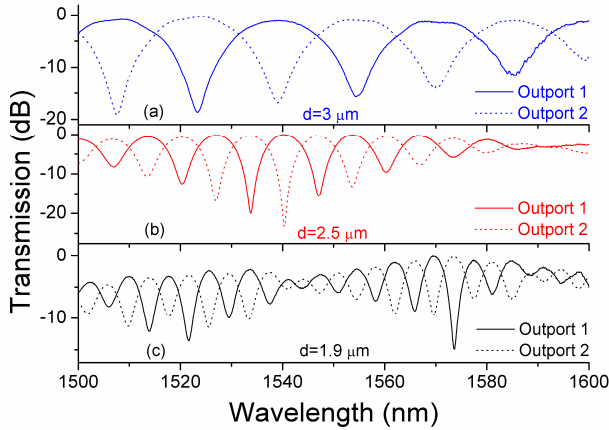 0
-10
-20
(a)
d=3 μm
Outport 1
Outport 2
0
-10
-20
(b)
d=2.5 μm
Outport 1
Outport 2
0
-10
(c)
d=1.9 μm
Outport 1
Outport 2
Transmission (dB)
1500 1520 1540 1560 1580 1600
Wavelength (nm)